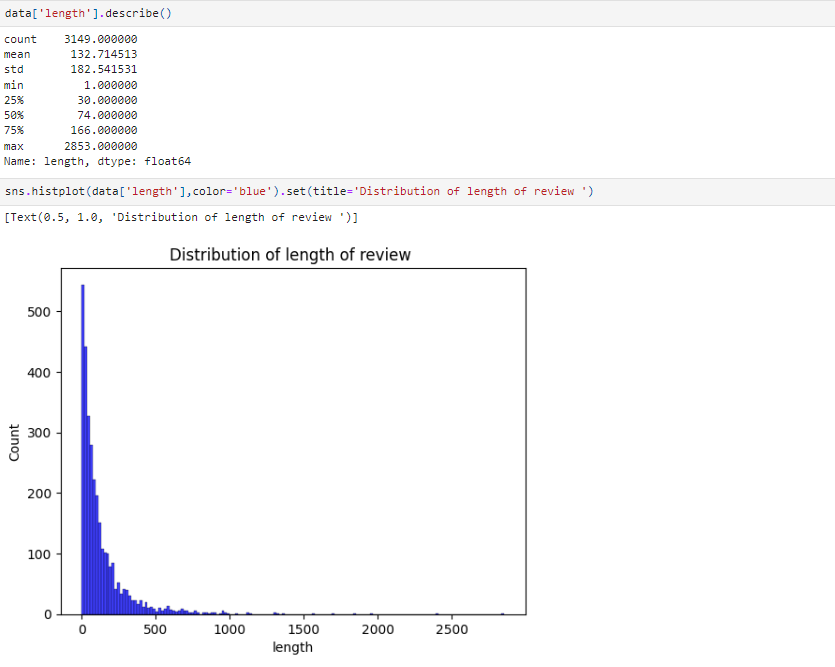 data['length'].describe()
count 3149.000000
mean 132.714513
std 182.541531
min 1.000000
25% 30.000000
50% 74.000000
75% 166.000000
max 2853.000000
Name: length, dtype: float64
sns.histplot(data['length'],color='blue').set(title='Distribution of length of review ')
[Text(0.5, 1.0, 'Distribution of length of review ')]
Distribution of length of review
500
400
300
200
100
0
Count
0 500 1000 1500 2000 2500
length